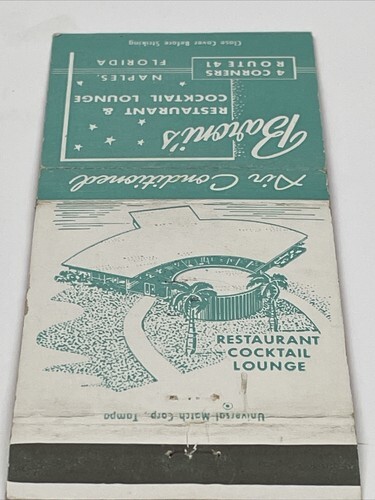 Close Cover Before Striking
4 CORNERS
ROUTE 41
NAPLES,
FLORIDA
RESTAURANT &
COCKTAIL LOUNGE
Baroni's
Air Conditioned
RESTAURANT
COCKTAIL
LOUNGE
Universal Match Corp., Tampa